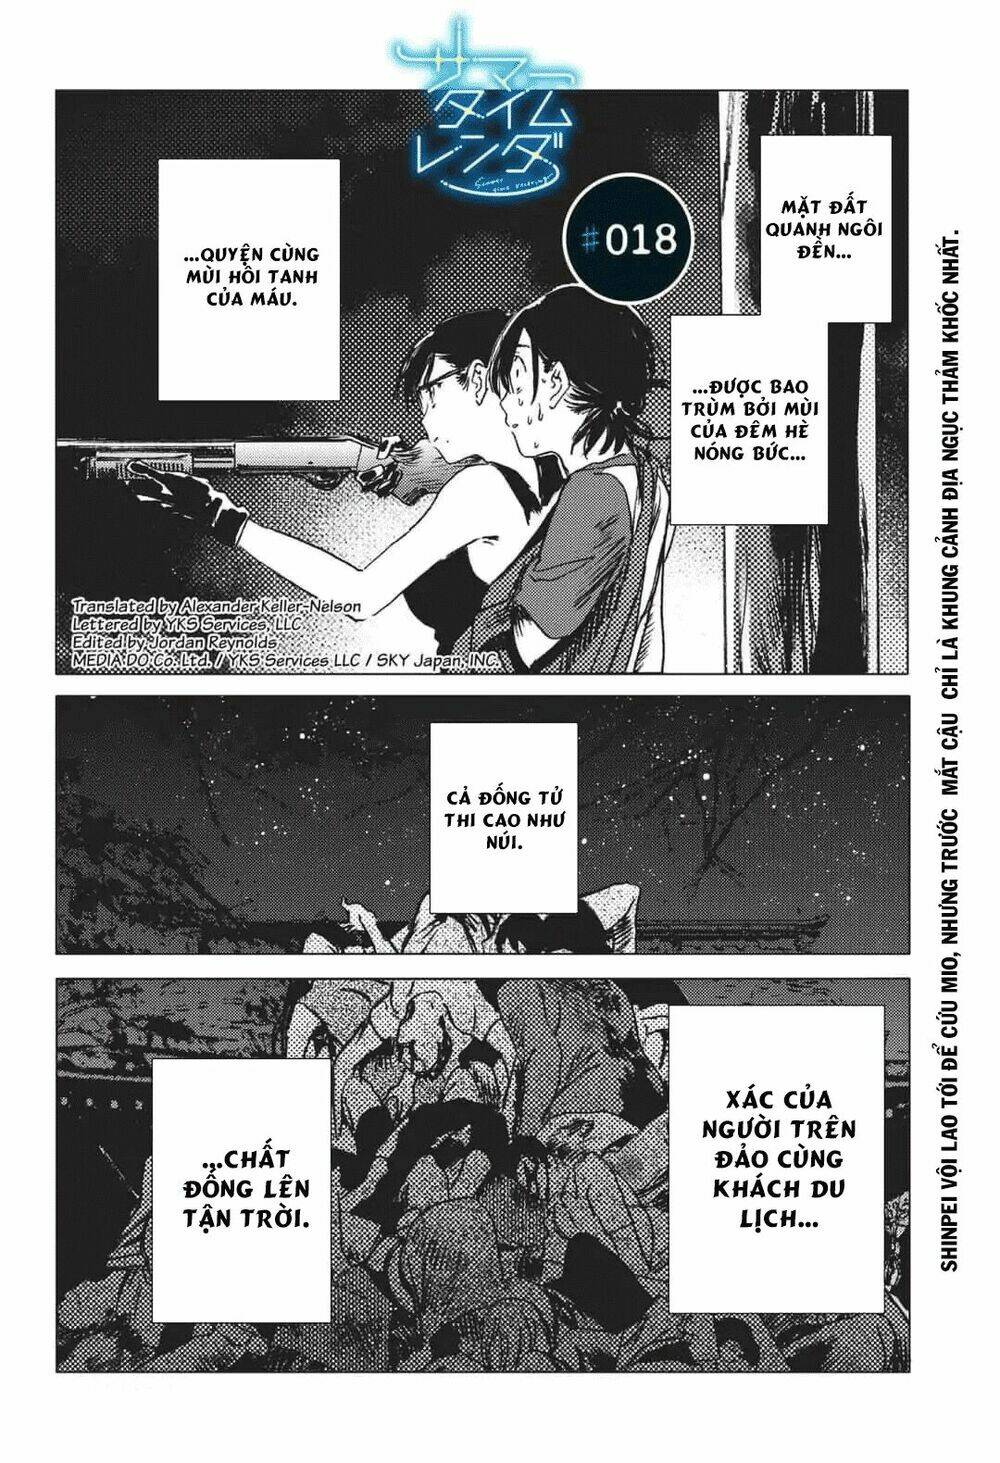 サマータイム
レンダ
Summer time rendering
#018
MẶT ĐẤT
QUANH NGÔI
ĐỀN...
...ĐƯỢC BAO
TRÙM BỞI MÙI
CỦA ĐÊM HÈ
NÓNG BỨC...
...QUYỆN CÙNG
MÙI HÔI TANH
CỦA MÁU.
Translated by Alexander Keller-Nelson
Lettered by YKS Services, LLC
Edited by Jordan Reynolds
MEDIA DO Co. Ltd. / YKS Services LLC / SKY Japan, INC.
SHINPEI VỘI LAO TỚI ĐỂ CỨU MIO, NHƯNG TRƯỚC MẮT CẬU CHỈ LÀ KHUNG CẢNH ĐỊA NGỤC THẢM KHỐC NHẤT.
CẢ ĐỐNG TỬ
THI CAO NHƯ
NÚI.
XÁC CỦA
NGƯỜI TRÊN
ĐẢO CÙNG
KHÁCH DU
LỊCH...
...CHẤT
ĐỐNG LÊN
TẬN TRỜI.